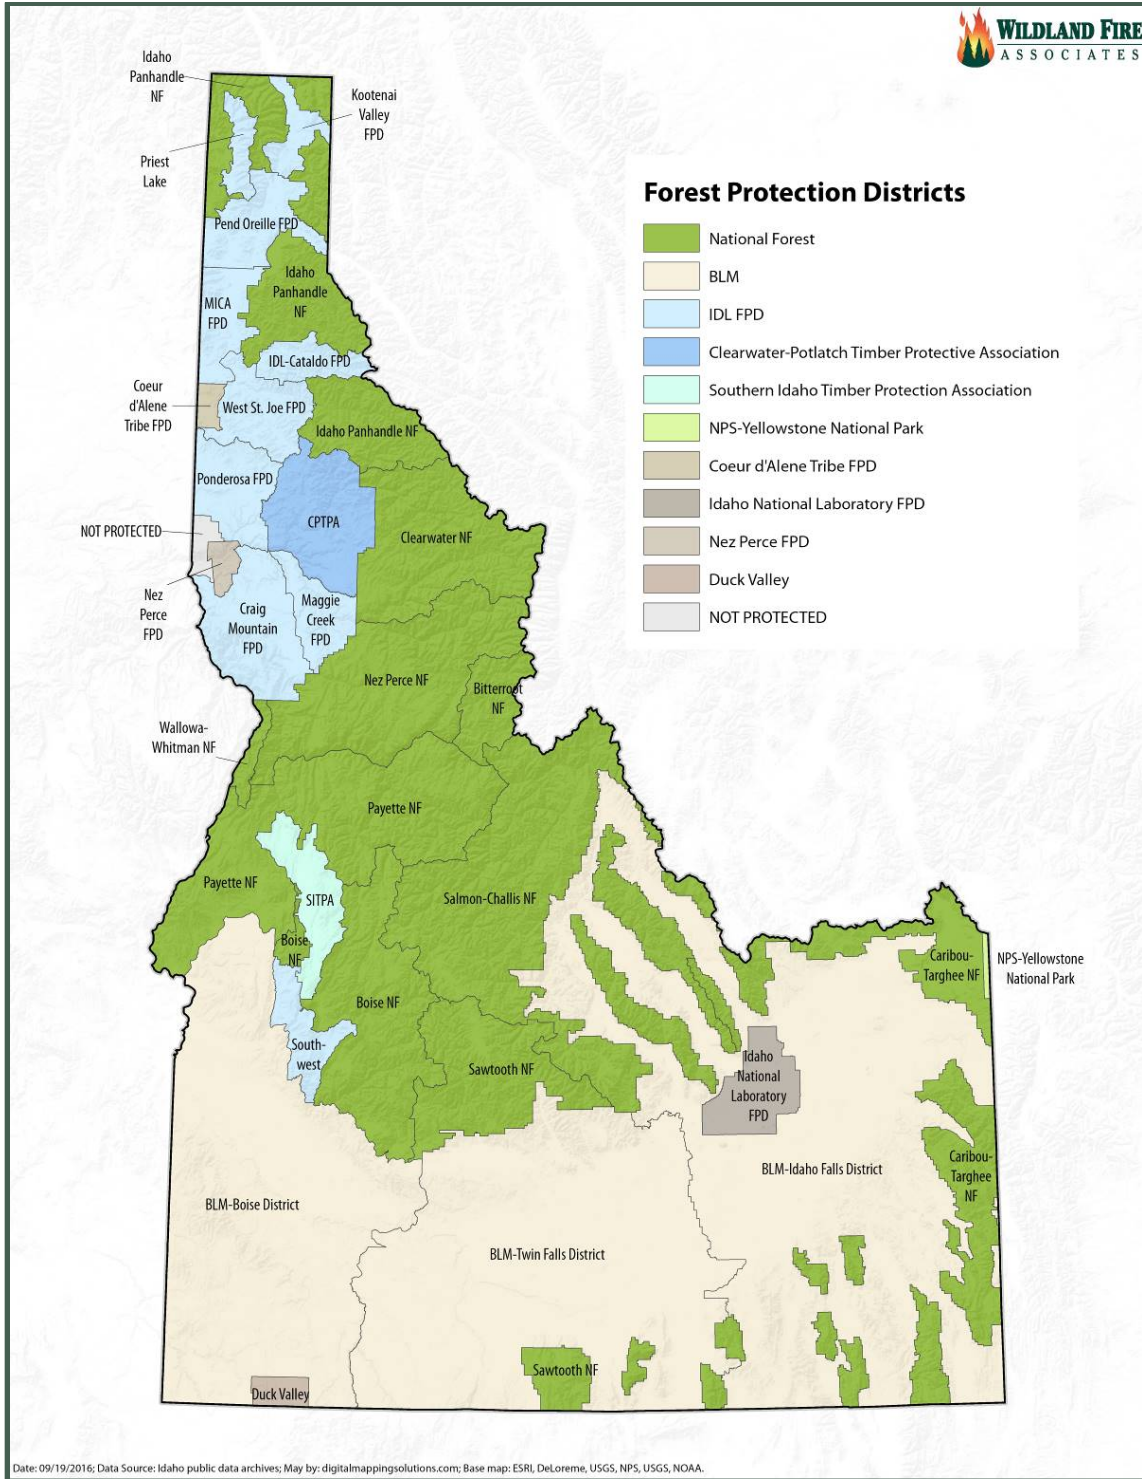 WILDLAND FIRE
ASSOCIATES
Idaho
Panhandle
NF
Kootenai
Valley
FPD
Priest
Lake
Pend Oreille FPD
Idaho
Panhandle
NF
MICA
FPD
IDL-Cataldo FPD
Coeur
d'Alene
Tribe FPD
West St. Joe FPD
Idaho Panhandle NF
Ponderosa FPD
CPTPA
NOT PROTECTED
Clearwater NF
Nez
Perce
FPD
Craig
Mountain
FPD
Maggie
Creek
FPD
Nez Perce NF
Bitterroot
NF
Wallowa-
Whitman NF
Payette NF
Payette NF
SITPA
Salmon-Challis NF
Boise
NF
Boise NF
South-
west
Sawtooth NF
Idaho
National
Laboratory
FPD
Caribou-
Targhee NF
NPS-Yellowstone
National Park
Caribou-
Targhee
NF
BLM-Idaho Falls District
BLM-Boise District
BLM-Twin Falls District
Sawtooth NF
Duck Valley
Forest Protection Districts
National Forest
BLM
IDL FPD
Clearwater-Potlatch Timber Protective Association
Southern Idaho Timber Protection Association
NPS-Yellowstone National Park
Coeur d'Alene Tribe FPD
Idaho National Laboratory FPD
Nez Perce FPD
Duck Valley
NOT PROTECTED
Date: 09/19/2016; Data Source: Idaho public data archives; May by: digitalmappingsolutions.com; Base map: ESRI, DeLoreme, USGS, NPS, USGS, NOAA.